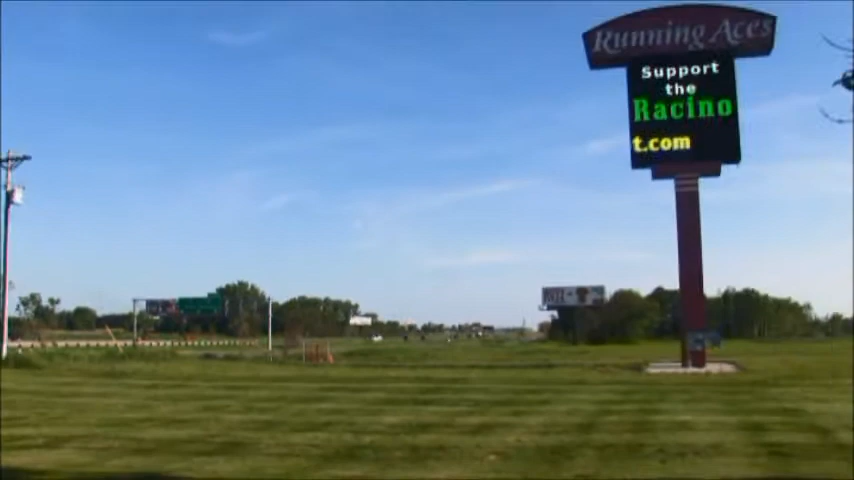 Running Aces
Support
the
Racino
t.com